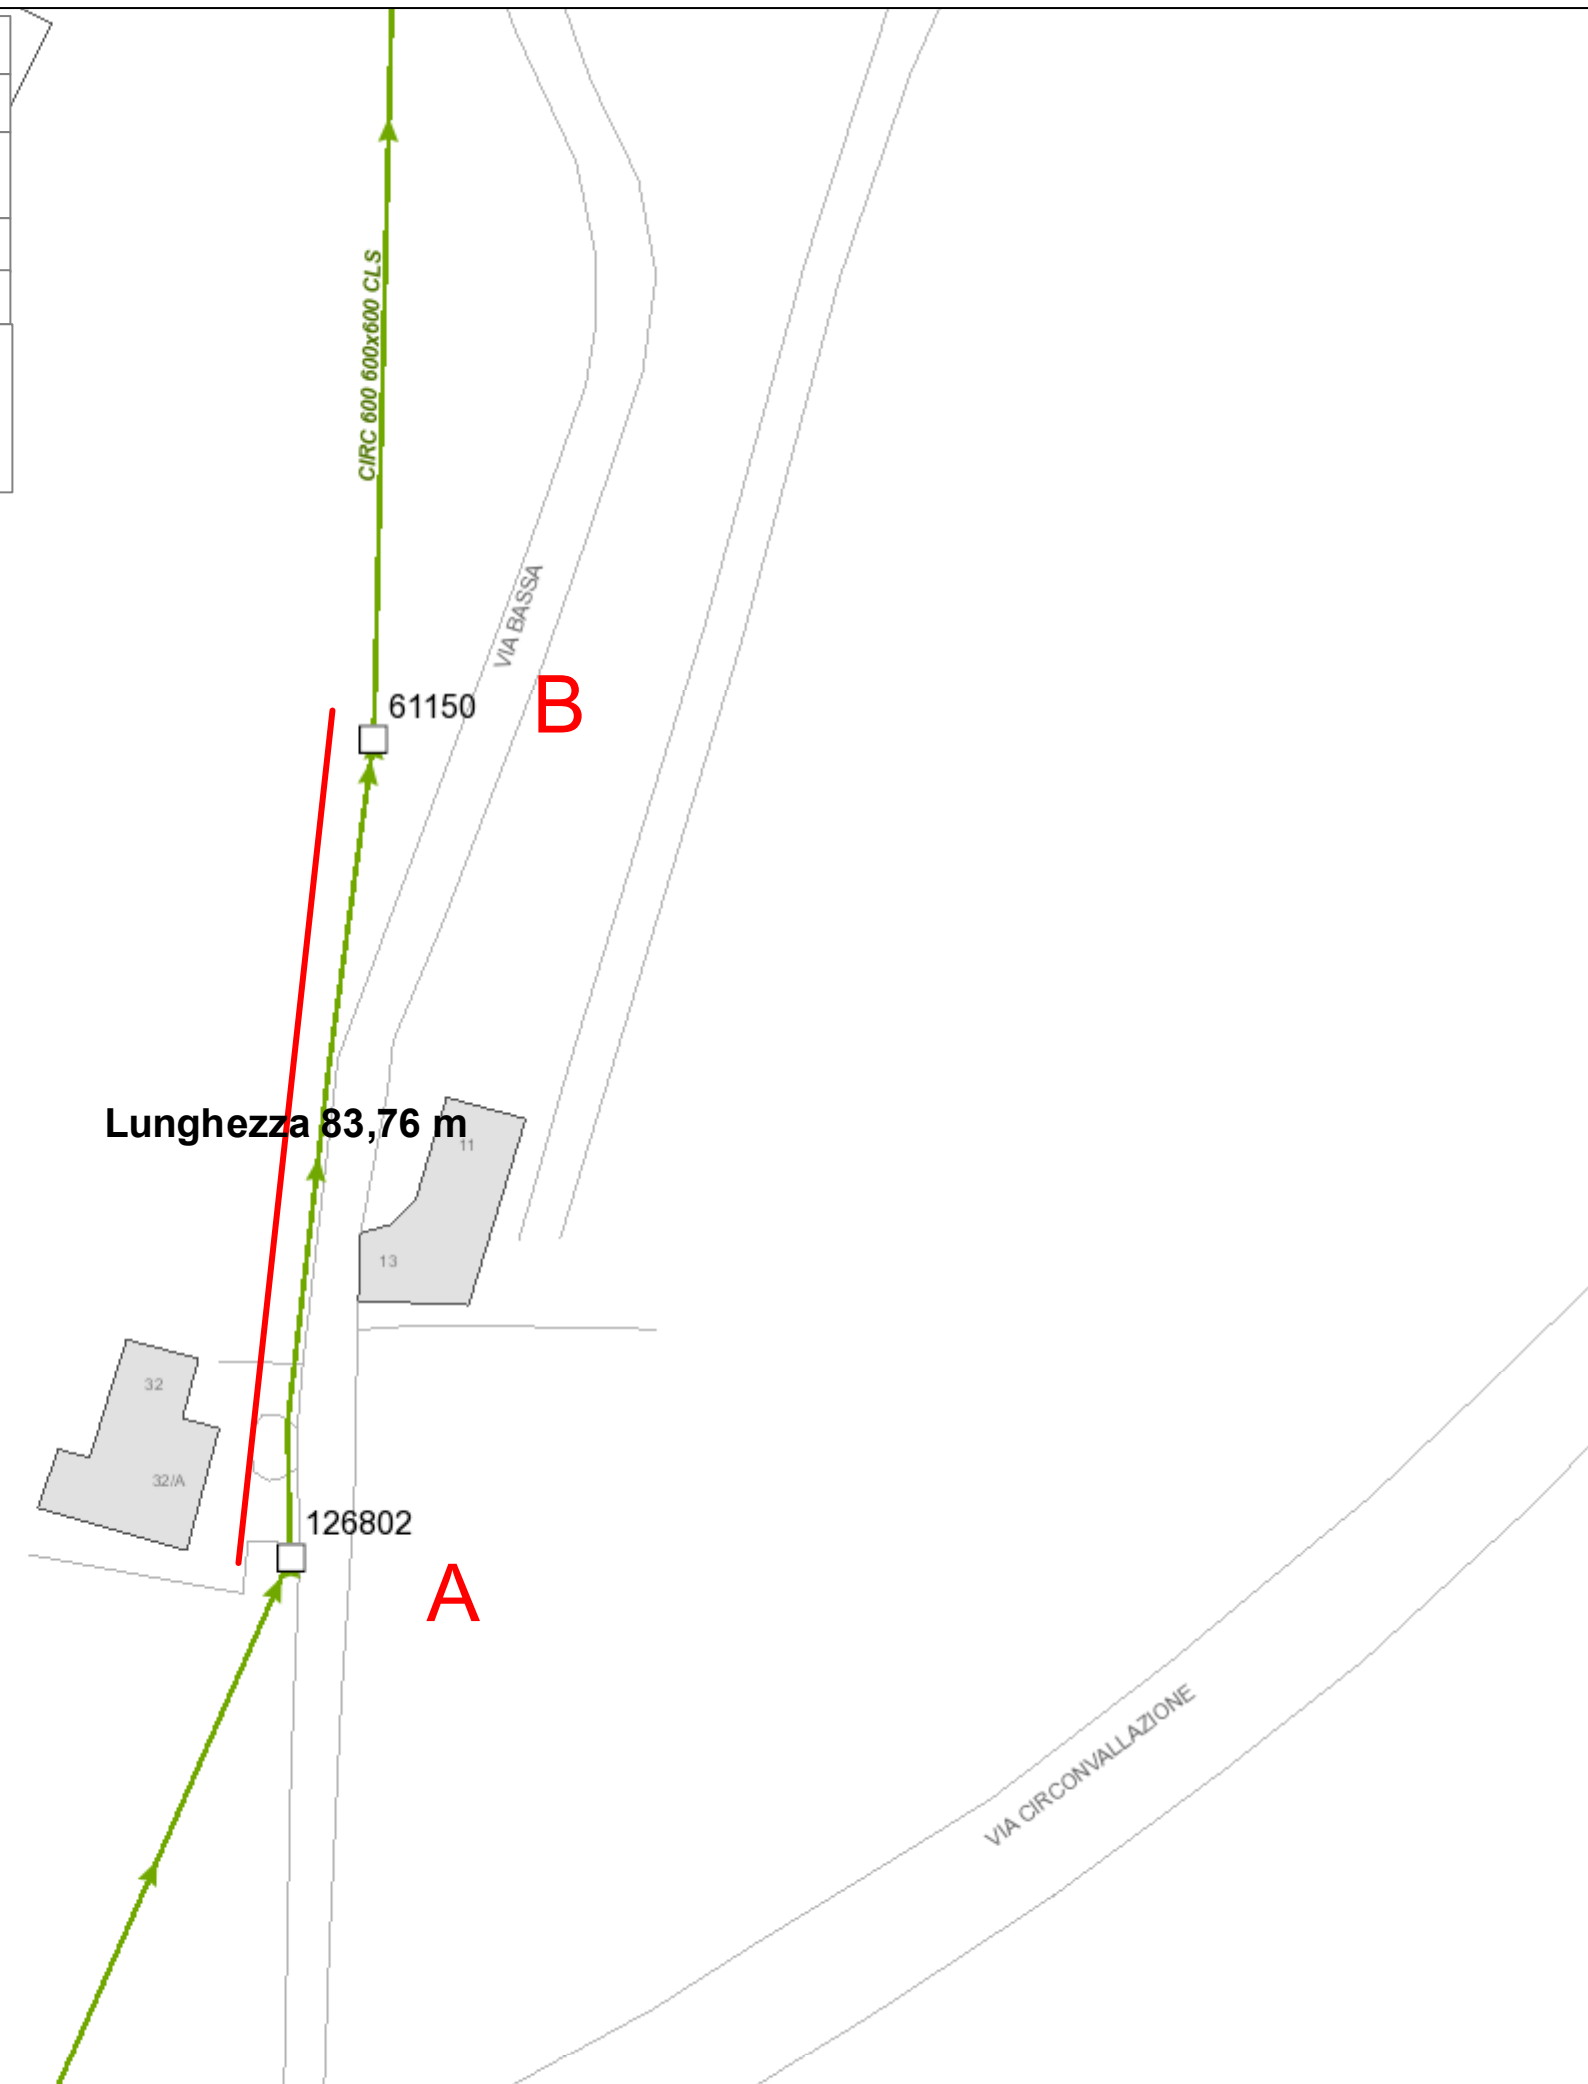 CIRC 600 600x600 CLS
VIA BASSA
61150
B
Lunghezza 83,76 m
11
13
32
32/A
126802
A
VIA CIRCONVALLAZIONE